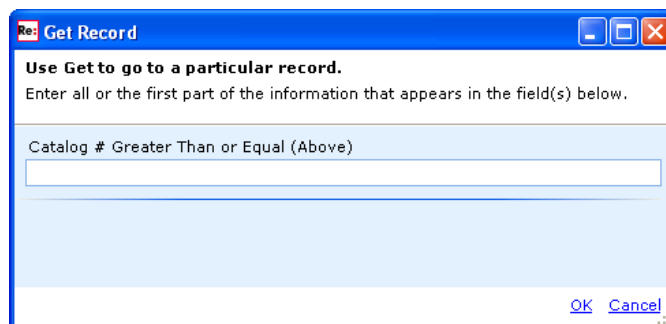 Re: Get Record
Use Get to go to a particular record.
Enter all or the first part of the information that appears in the field(s) below.
Catalog # Greater Than or Equal (Above)
OK Cancel